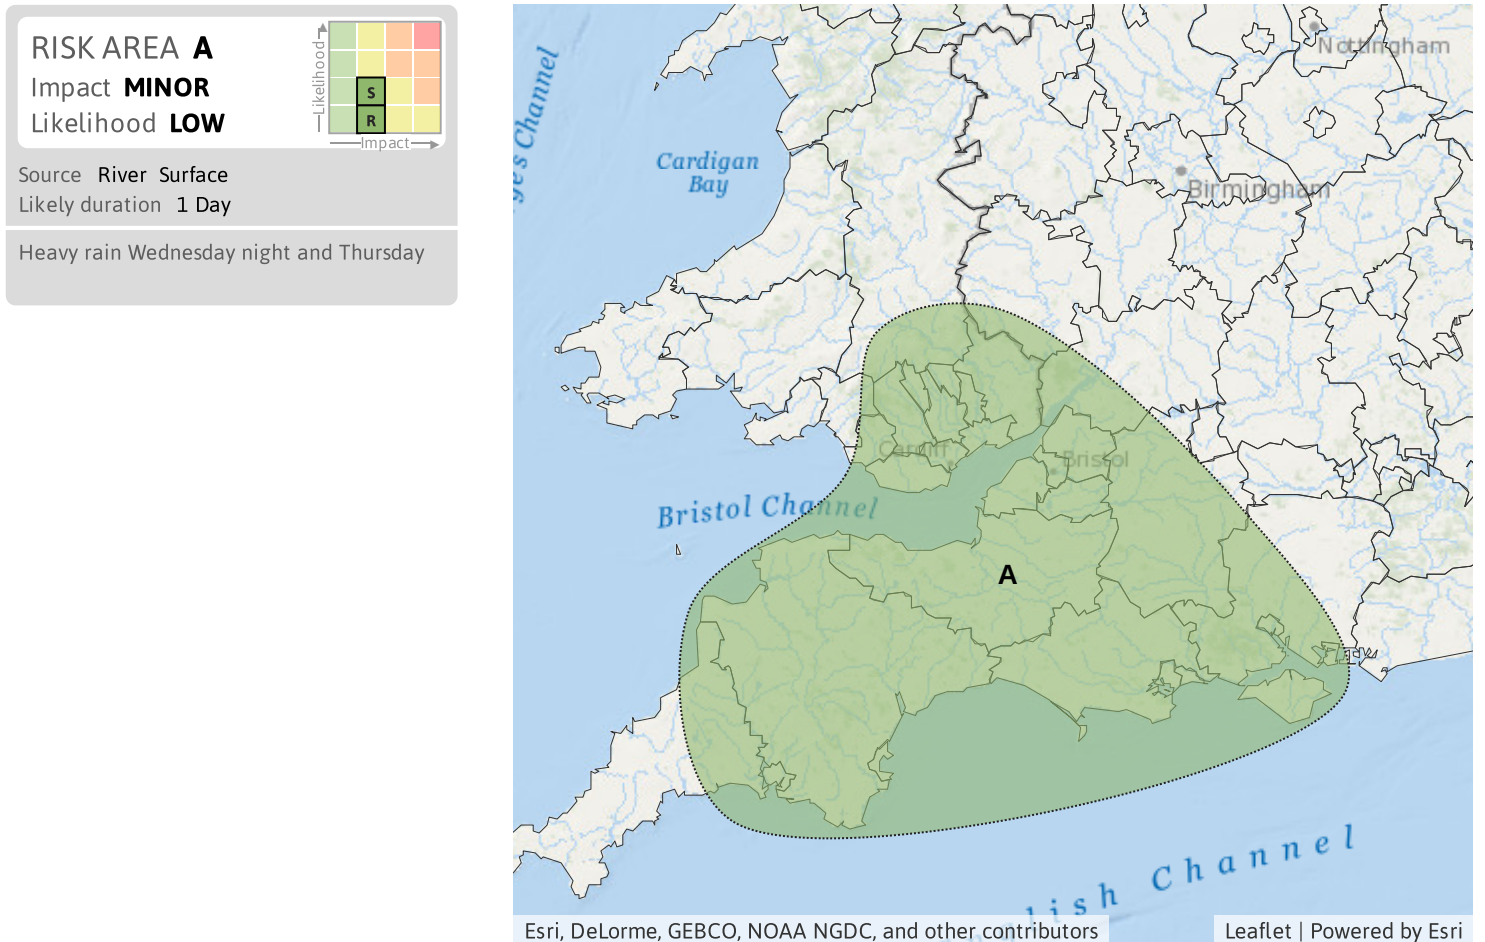 RISK AREA A
Impact MINOR
Likelihood LOW
Likelihood
S
R
Impact
Source River Surface
Likely duration 1 Day
Heavy rain Wednesday night and Thursday
Nottingham
Channel
Cardigan
Bay
Birmingham
Cardiff
Bristol
Bristol Channel
A
Channel
Esri, DeLorme, GEBCO, NOAA NGDC, and other contributors
Leaflet | Powered by Esri